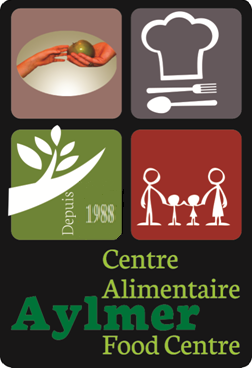 Depuis 1988
Centre
Alimentaire
Aylmer
Food Centre